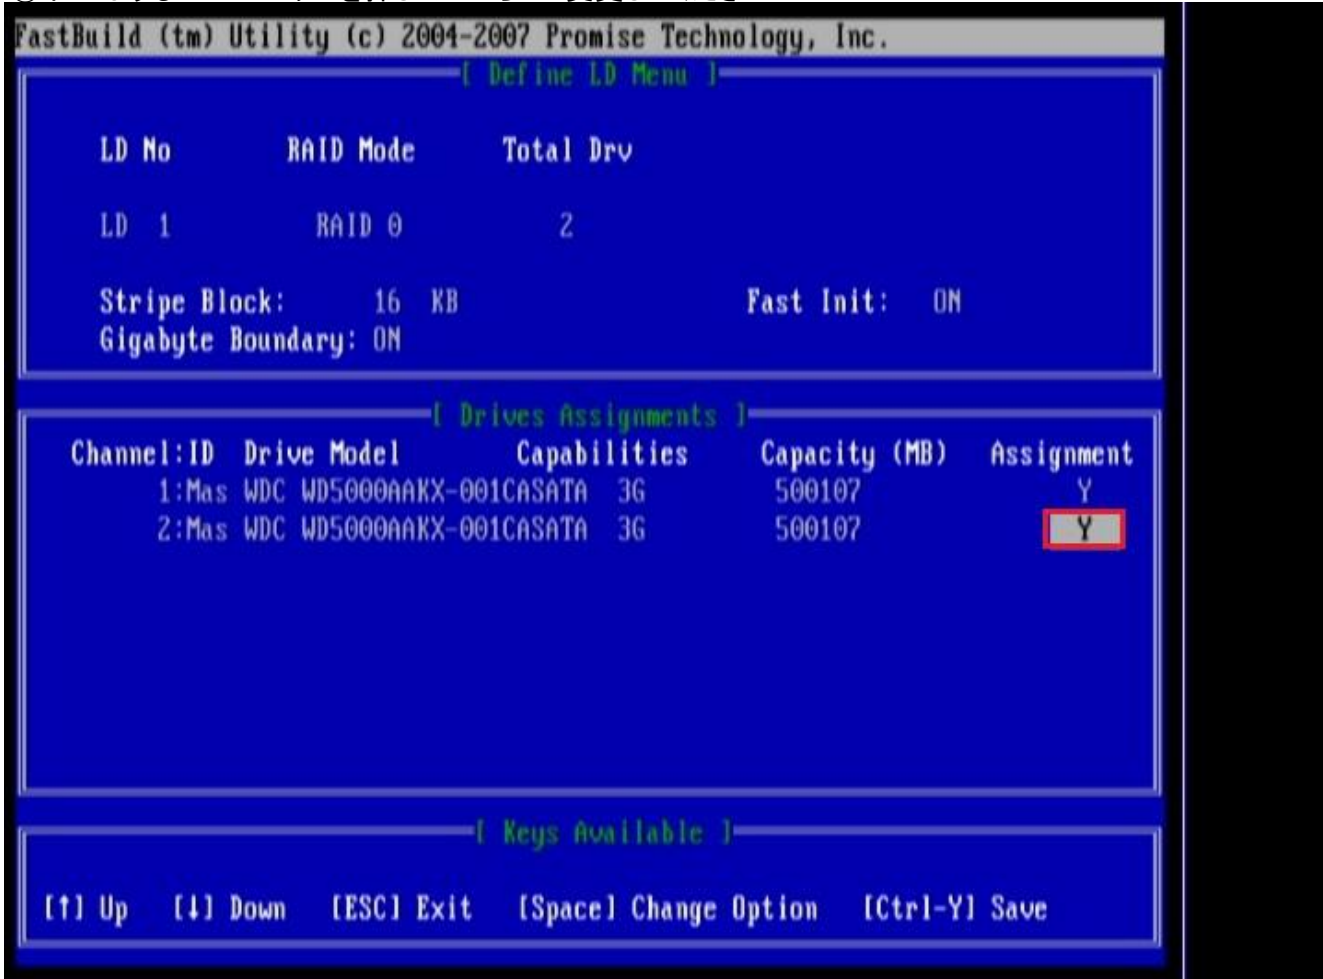 FastBuild (tm) Utility (c) 2004-2007 Promise Technology, Inc.
[ Define LD Menu ]
LD No RAID Mode Total Drv
LD 1 RAID 0 2
Stripe Block: 16 KB Fast Init: ON
Gigabyte Boundary: ON
[ Drives Assignments ]
Channel:ID Drive Model Capabilities Capacity (MB) Assignment
1:Mas WDC WD5000AAKX-001CASATA 3G 500107 Y
2:Mas WDC WD5000AAKX-001CASATA 3G 500107 Y
[ Keys Available ]
[↑] Up [↓] Down [ESC] Exit [Space] Change Option [Ctrl-Y] Save